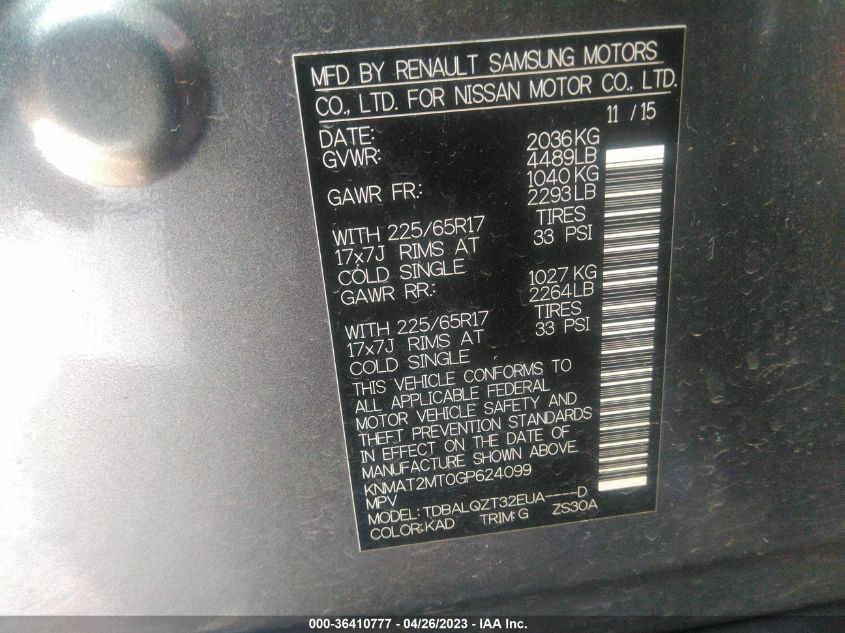 MFD BY RENAULT SAMSUNG MOTORS
CO., LTD. FOR NISSAN MOTOR CO., LTD.
DATE: 11 / 15
GVWR: 2036KG
4489LB
GAWR FR: 1040KG
2293LB
WITH 225/65R17 TIRES
17x7J RIMS AT 33 PSI
COLD SINGLE
GAWR RR: 1027 KG
2264LB
WITH 225/65R17 TIRES
17x7J RIMS AT 33 PSI
COLD SINGLE
THIS VEHICLE CONFORMS TO
ALL APPLICABLE FEDERAL
MOTOR VEHICLE SAFETY AND
THEFT PREVENTION STANDARDS
IN EFFECT ON THE DATE OF
MANUFACTURE SHOWN ABOVE.
KNMAT2MT0GP624099
MPV
MODEL: TDBALQZT32EUA----D
COLOR:KAD TRIM:G ZS30A
000-36410777 - 04/26/2023 - IAA Inc.